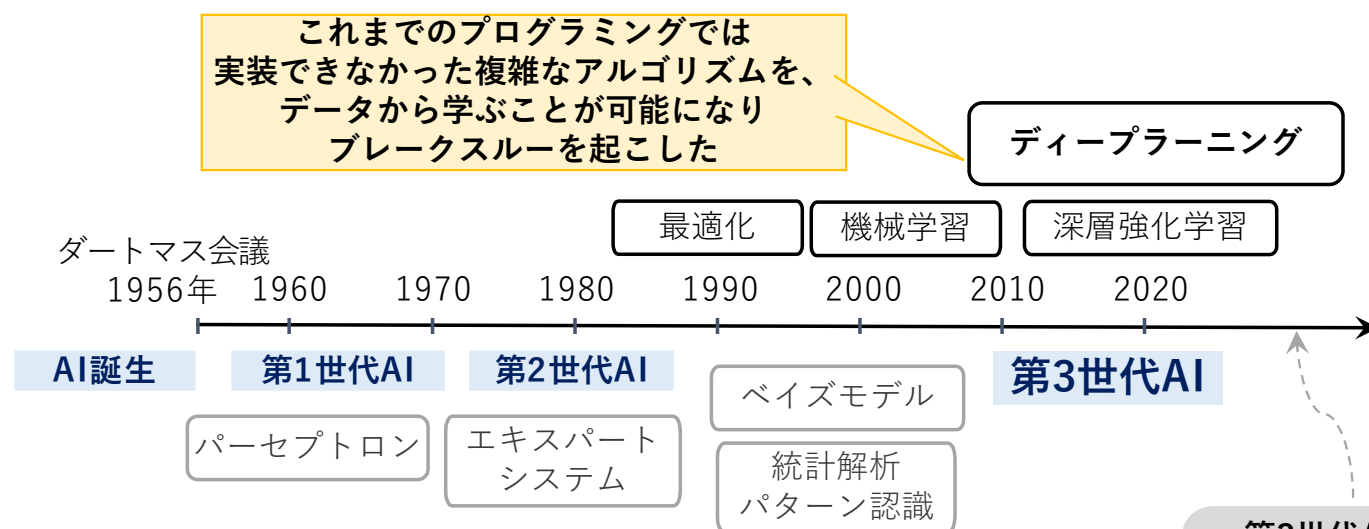 これまでのプログラミングでは
実装できなかった複雑なアルゴリズムを、
データから学ぶことが可能になり
ブレークスルーを起こした
ディープラーニング
最適化
機械学習
深層強化学習
ダートマス会議
1956年 1960 1970 1980 1990 2000 2010 2020
AI誕生 第1世代AI 第2世代AI 第3世代AI
パーセプトロン
エキスパート
システム
ベイズモデル
統計解析
パターン認識